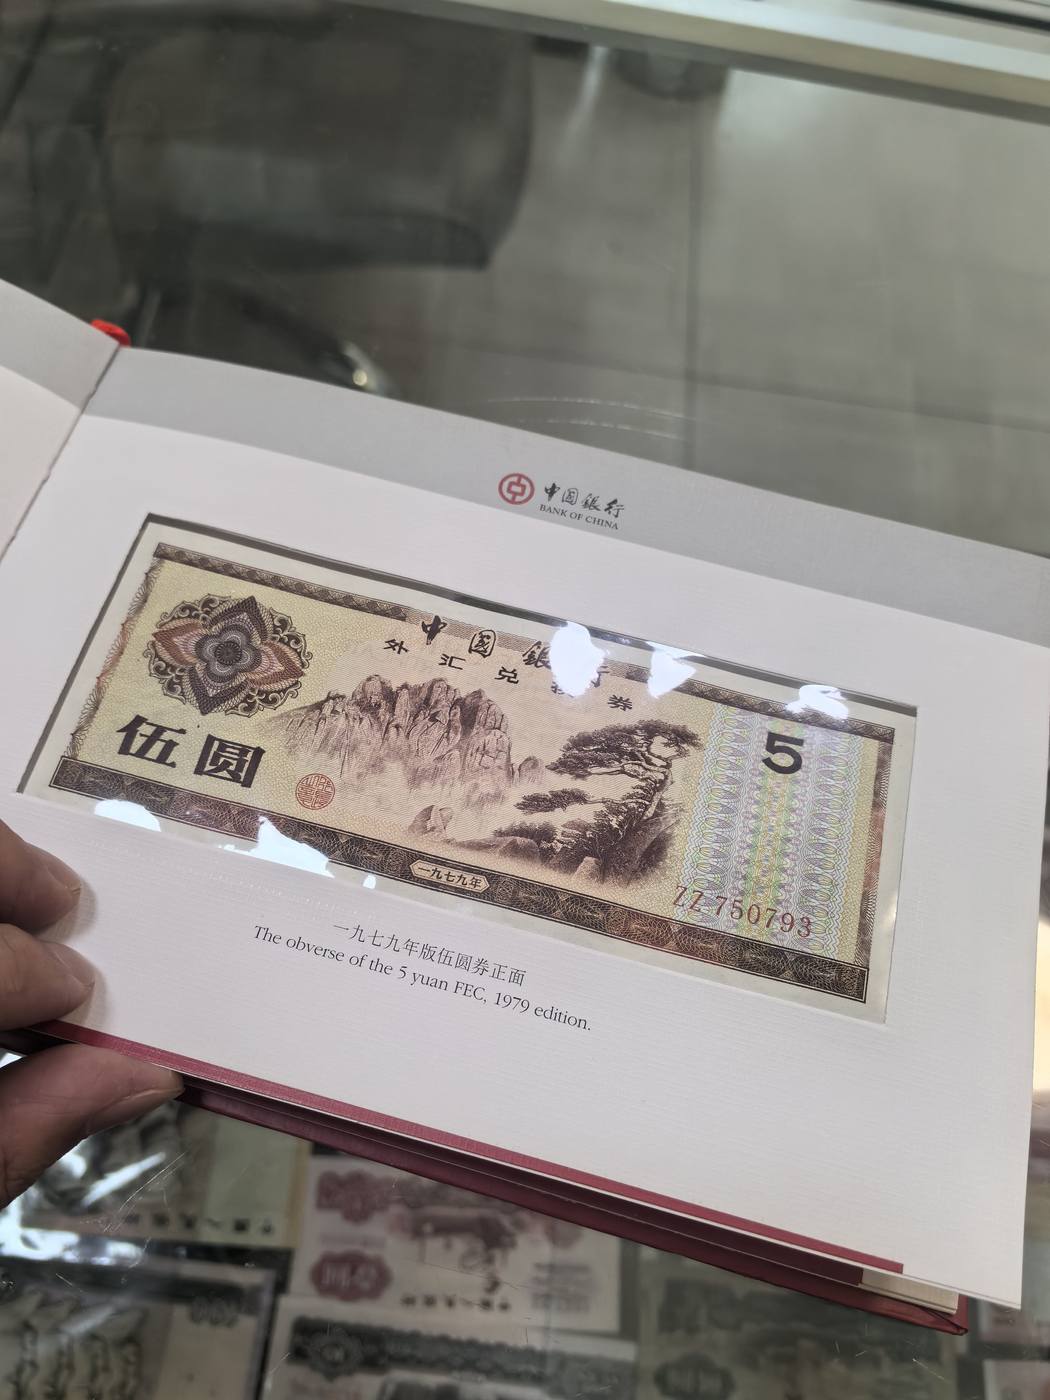 中国银行
BANK OF CHINA
中国银行
外汇兑换券
伍圆
5
一九七九年
ZZ 750793
一九七九年版伍圆券正面
The obverse of the 5 yuan FEC, 1979 edition.